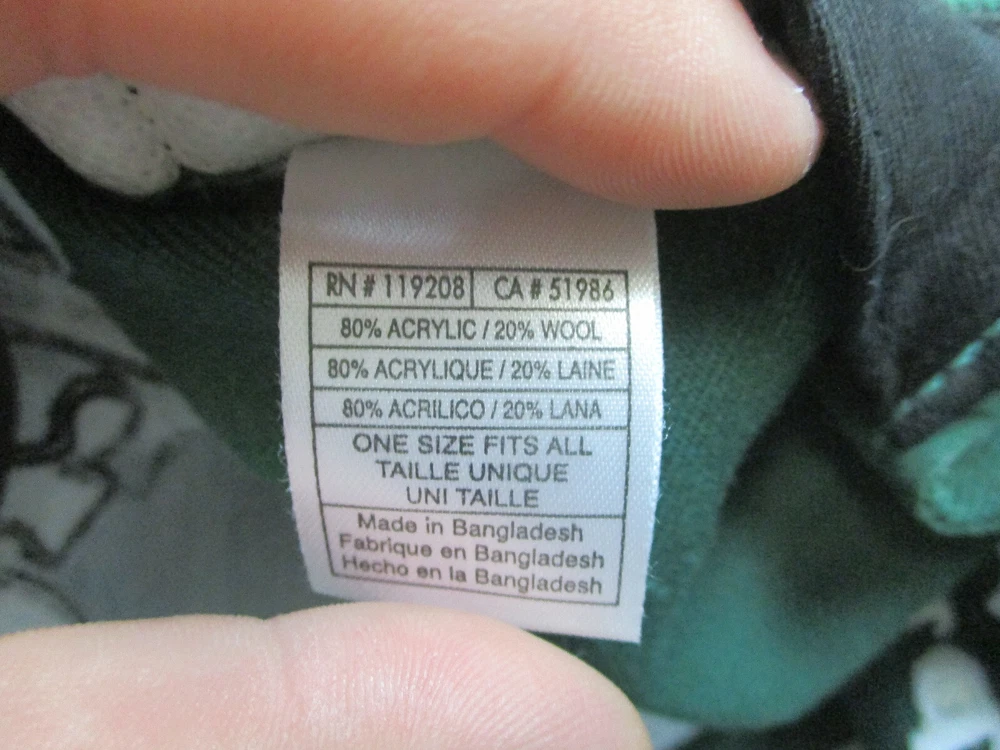 RN # 119208 CA # 51986
80% ACRYLIC / 20% WOOL
80% ACRYLIQUE / 20% LAINE
80% ACRILICO / 20% LANA
ONE SIZE FITS ALL
TAILLE UNIQUE
UNI TAILLE
Made in Bangladesh
Fabrique en Bangladesh
Hecho en la Bangladesh